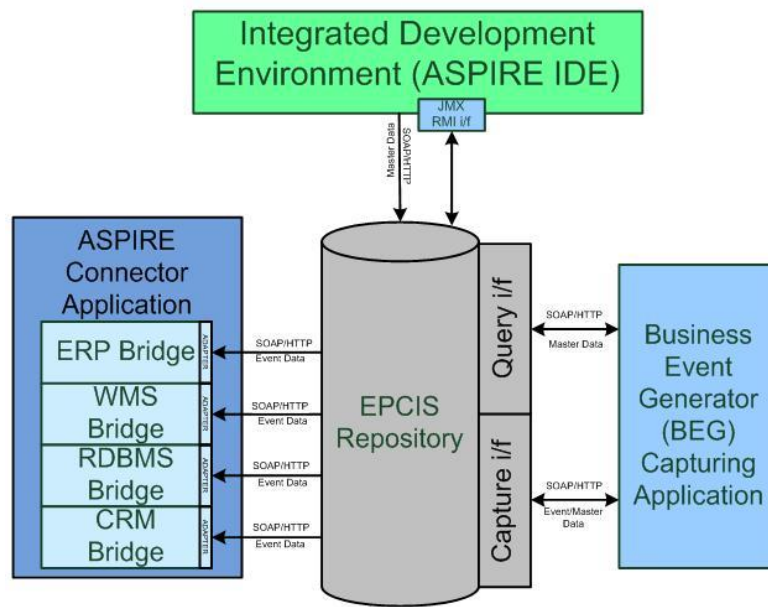 Integrated Development
Environment (ASPIRE IDE)
JMX
RMI i/f
Master Data
SOAP/HTTP
ASPIRE
Connector
Application
ERP Bridge
ADAPTER
WMS
Bridge
ADAPTER
RDBMS
Bridge
ADAPTER
CRM
Bridge
ADAPTER
SOAP/HTTP
Event Data
SOAP/HTTP
Event Data
SOAP/HTTP
Event Data
SOAP/HTTP
Event Data
EPCIS
Repository
Query i/f
Capture i/f
SOAP/HTTP
Master Data
SOAP/HTTP
Event/Master
Data
Business
Event
Generator
(BEG)
Capturing
Application